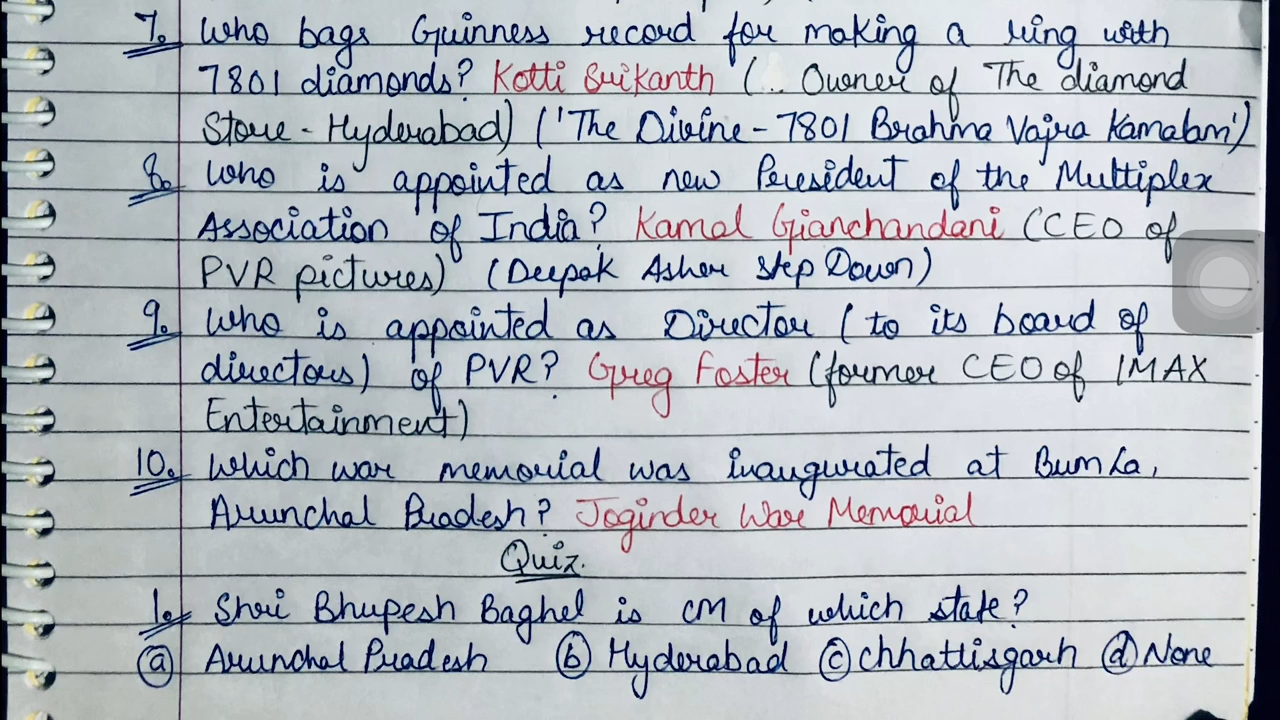 7. Who bags Guinness record for making a ring with
7801 diamonds? Kotti Srikanth (.. Owner of The diamond
Store - Hyderabad) ('The Divine - 7801 Brahma Vajra Kamalam')
8. Who is appointed as new President of the Multiplex
Association of India? Kamal Gianchandani (CEO of
PVR pictures) (Deepak Asher Step Down)
9. Who is appointed as Director (to its board of
directors) of PVR? Greg Foster (former CEO of IMAX
Entertainment)
10. Which war memorial was inaugurated at Bum La,
Arunchal Pradesh? Joginder War Memorial
Quiz.
1. Shri Bhupesh Baghel is CM of which state?
(a) Arunchal Pradesh (b) Hyderabad (c) Chhattisgarh (d) None